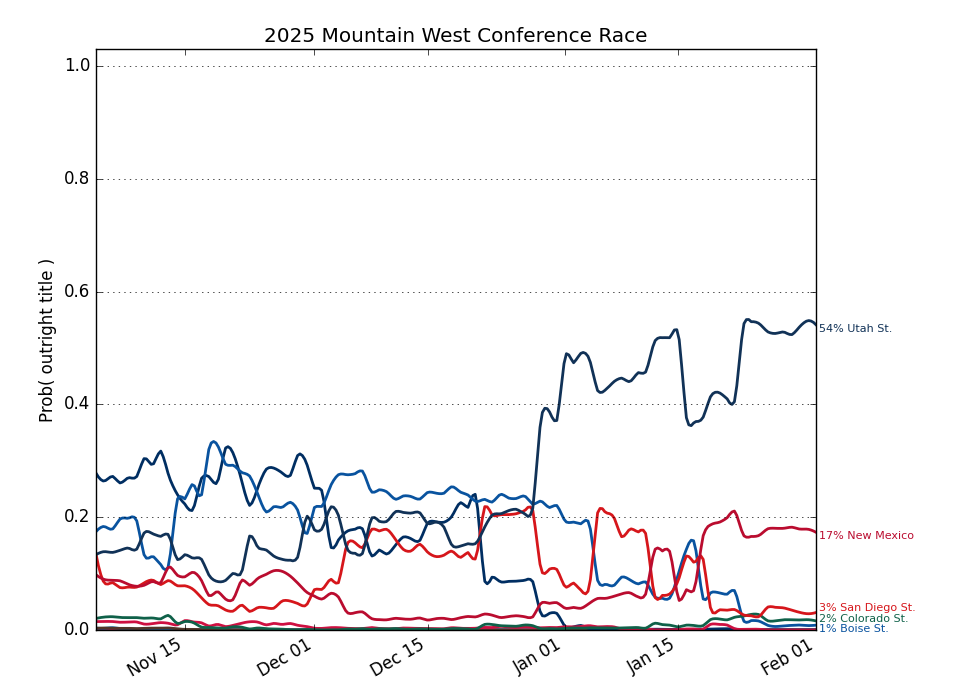 2025 Mountain West Conference Race
1.0
0.8
0.6
0.4
0.2
0.0
Prob( outright title )
54% Utah St.
17% New Mexico
3% San Diego St.
2% Colorado St.
1% Boise St.
Nov 15
Dec 01
Dec 15
Jan 01
Jan 15
Feb 01